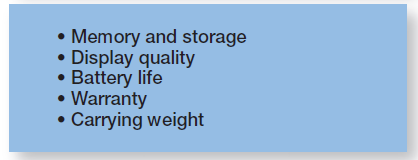 • Memory and storage
• Display quality
• Battery life
• Warranty
• Carrying weight